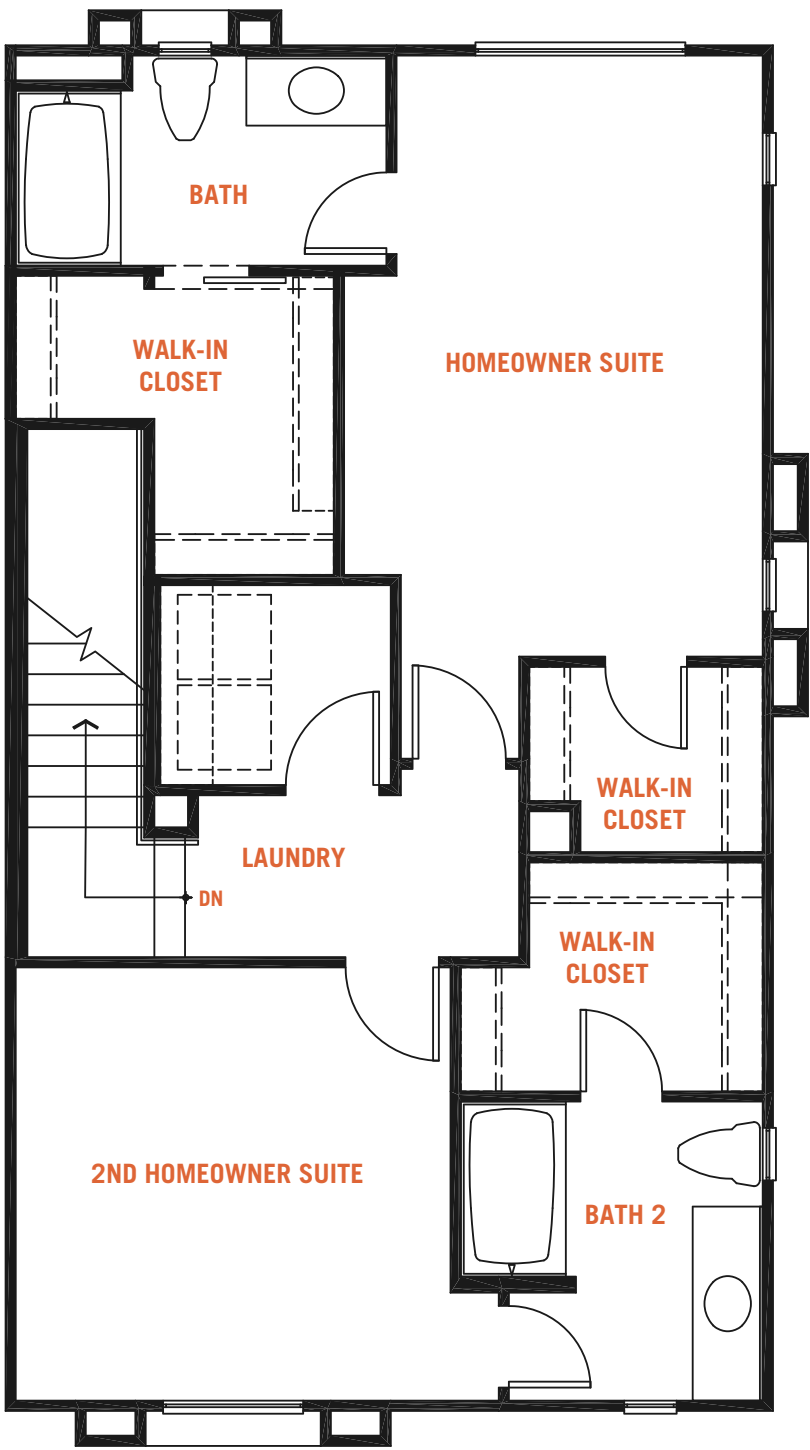 BATH
WALK-IN
CLOSET
HOMEOWNER SUITE
WALK-IN
CLOSET
LAUNDRY
DN
WALK-IN
CLOSET
2ND HOMEOWNER SUITE
BATH 2